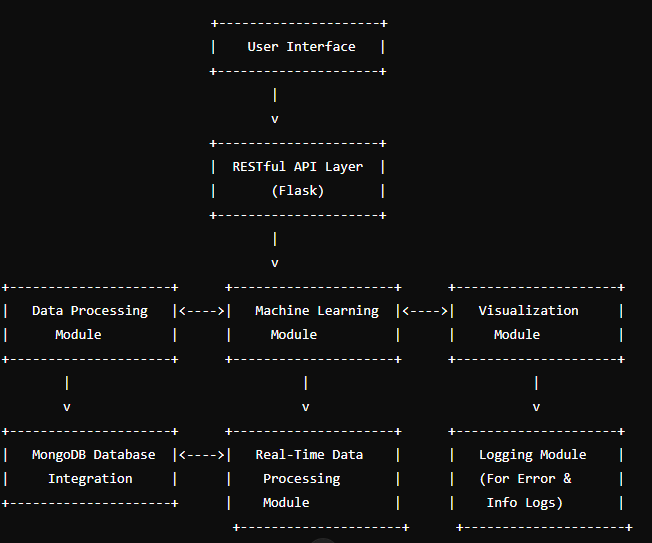 +---------------------+
|    User Interface   |
+---------------------+
|
v
+---------------------+
|  RESTful API Layer  |
|       (Flask)       |
+---------------------+
|
v
+---------------------+      +---------------------+      +---------------------+
|   Data Processing   |<---->|   Machine Learning  |<---->|   Visualization     |
|      Module         |      |     Module          |      |     Module          |
+---------------------+      +---------------------+      +---------------------+
|                              |                             |
v                              v                             v
+---------------------+      +---------------------+      +---------------------+
|   MongoDB Database  |<---->|   Real-Time Data    |      |   Logging Module    |
|     Integration     |      |    Processing       |      |   (For Error &      |
+---------------------+      |    Module           |      |    Info Logs)       |
+----------------------+      +---------------------+